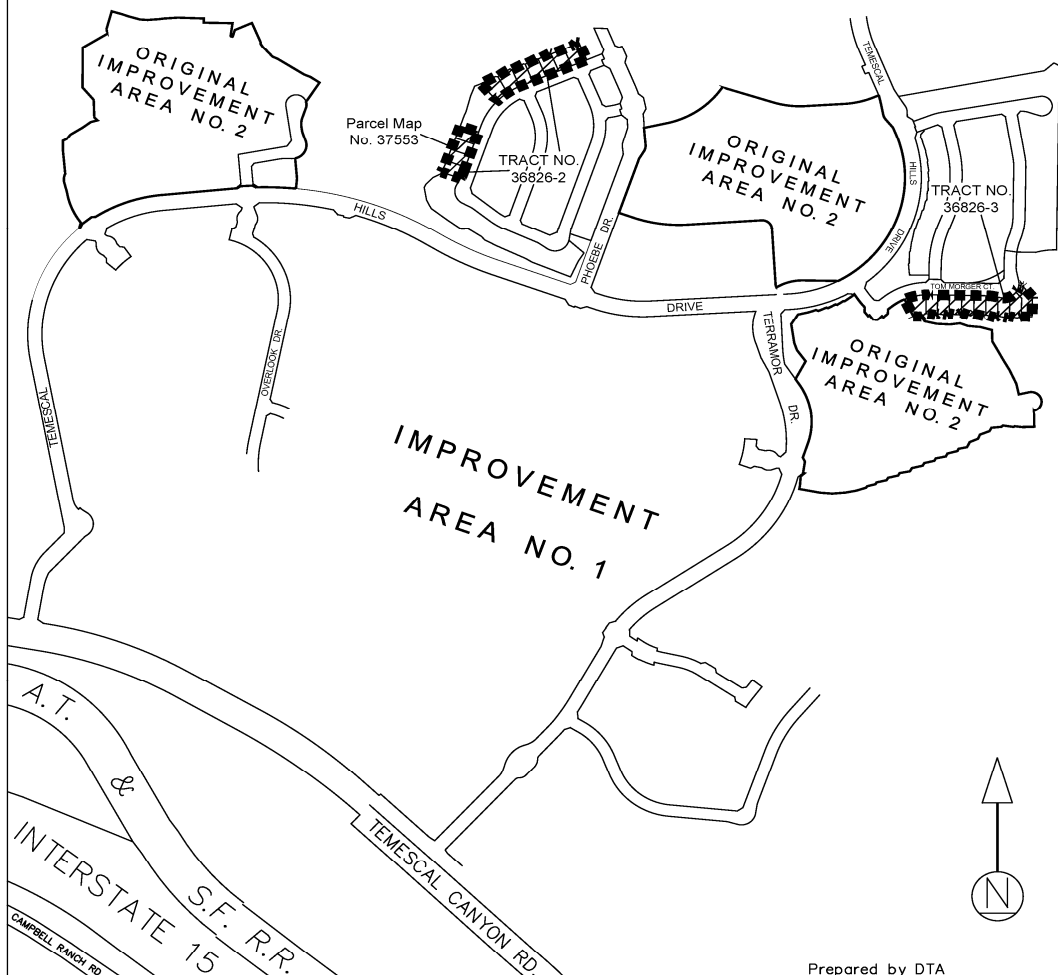 ORIGINAL
IMPROVEMENT
AREA NO. 2
Parcel Map
No. 37553
TRACT NO.
36826-2
TEMESCAL
HILLS
DRIVE
ORIGINAL
IMPROVEMENT
AREA NO. 2
TRACT NO.
36826-3
TOM MORGER CT.
HILLS
PHOEBE DR.
DRIVE
TERRAMOR
DR.
OVERLOOK DR.
TEMESCAL
ORIGINAL
IMPROVEMENT
AREA NO. 2
IMPROVEMENT
AREA NO. 1
A.T.
&
S.F. R.R.
INTERSTATE 15
CAMPBELL RANCH RD
TEMESCAL CANYON RD.
N
Prepared by DTA